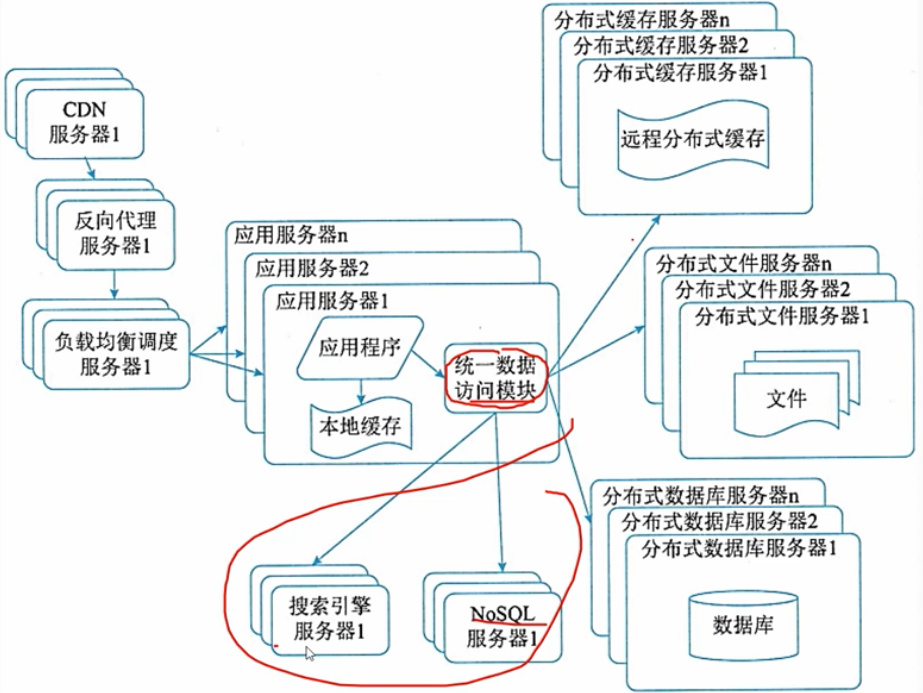 分布式缓存服务器n
分布式缓存服务器2
分布式缓存服务器1
远程分布式缓存
CDN
服务器1
反向代理
服务器1
负载均衡调度
服务器1
应用服务器n
应用服务器2
应用服务器1
应用程序
本地缓存
统一数据
访问模块
分布式文件服务器n
分布式文件服务器2
分布式文件服务器1
文件
分布式数据库服务器n
分布式数据库服务器2
分布式数据库服务器1
数据库
搜索引擎
服务器1
NoSQL
服务器1